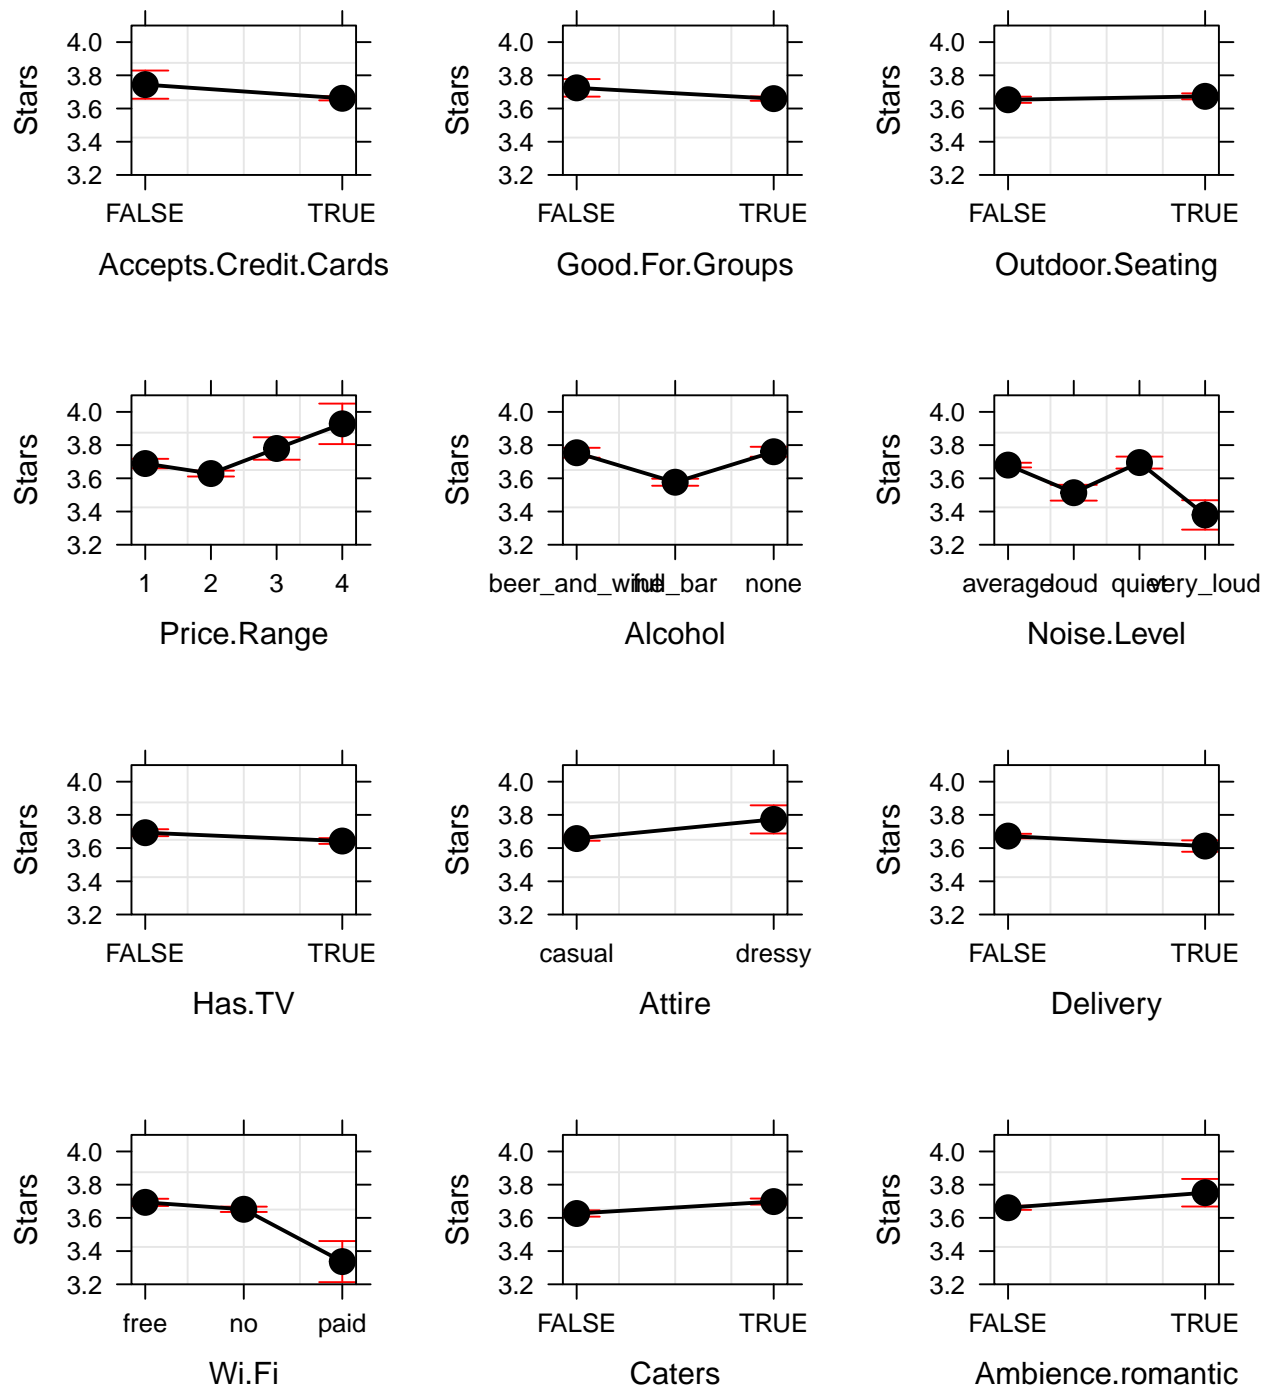 Stars
4.0
3.8
3.6
3.4
3.2
FALSE TRUE
Accepts.Credit.Cards
Stars
4.0
3.8
3.6
3.4
3.2
FALSE TRUE
Good.For.Groups
Stars
4.0
3.8
3.6
3.4
3.2
FALSE TRUE
Outdoor.Seating
Stars
4.0
3.8
3.6
3.4
3.2
1 2 3 4
Price.Range
Stars
4.0
3.8
3.6
3.4
3.2
beer_and_wine full_bar none
Alcohol
Stars
4.0
3.8
3.6
3.4
3.2
average loud quiet very_loud
Noise.Level
Stars
4.0
3.8
3.6
3.4
3.2
FALSE TRUE
Has.TV
Stars
4.0
3.8
3.6
3.4
3.2
casual dressy
Attire
Stars
4.0
3.8
3.6
3.4
3.2
FALSE TRUE
Delivery
Stars
4.0
3.8
3.6
3.4
3.2
free no paid
Wi.Fi
Stars
4.0
3.8
3.6
3.4
3.2
FALSE TRUE
Caters
Stars
4.0
3.8
3.6
3.4
3.2
FALSE TRUE
Ambience.romantic